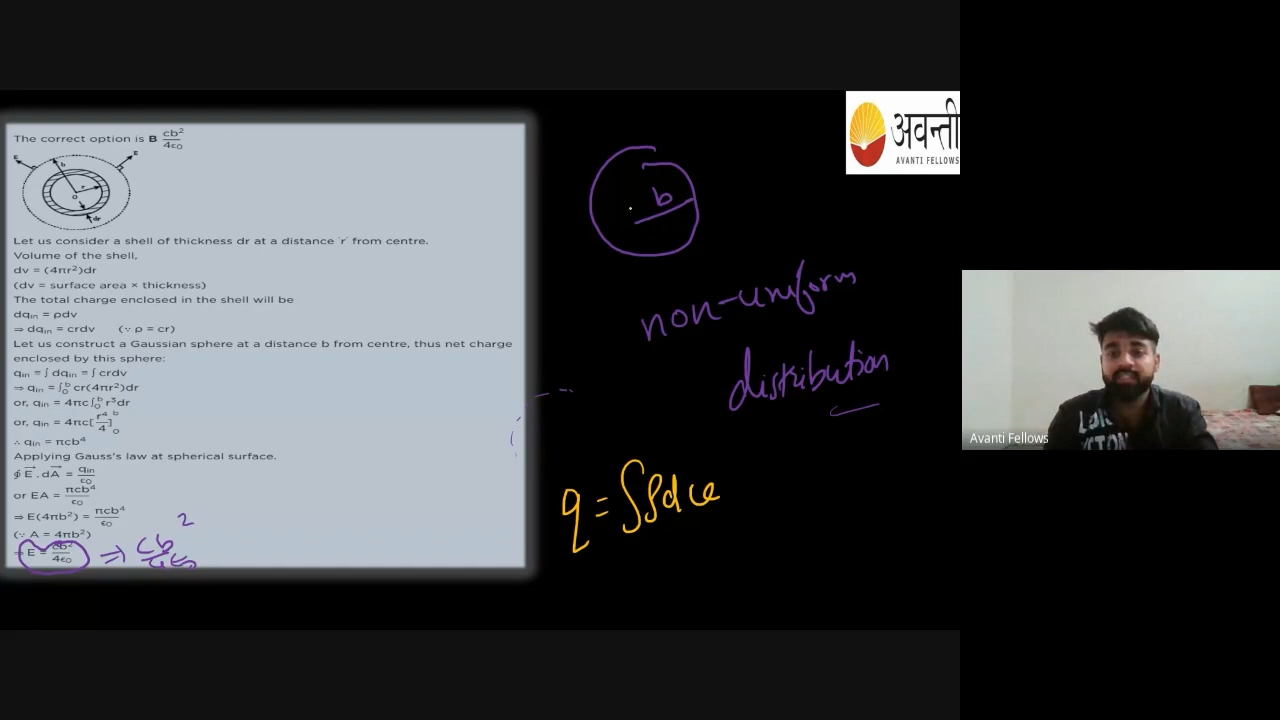 The correct option is B cb²/4ε₀
E
b
E
r
O
dr
Let us consider a shell of thickness dr at a distance 'r' from centre.
Volume of the shell,
dv = (4πr²)dr
(dv = surface area × thickness)
The total charge enclosed in the shell will be
dqᵢₙ = ρdv
⇒ dqᵢₙ = crdv (∵ ρ = cr)
Let us construct a Gaussian sphere at a distance b from centre, thus net charge
enclosed by this sphere:
qᵢₙ = ∫ dqᵢₙ = ∫ crdv
⇒ qᵢₙ = ∫₀ᵇ cr(4πr²)dr
or, qᵢₙ = 4πc∫₀ᵇ r³dr
or, qᵢₙ = 4πc[r⁴/4]₀ᵇ
∴ qᵢₙ = πcb⁴
Applying Gauss's law at spherical surface.
∮ E⃗ . dA⃗ = qᵢₙ/ε₀
or EA = πcb⁴/ε₀
⇒ E(4πb²) = πcb⁴/ε₀
(∵ A = 4πb²)
⇒ E = cb²/4ε₀ ⇒ cb²/4ε₀
b
non-uniform
distribution
q = ∫ρdv
अवन्ती
AVANTI FELLOWS
Avanti Fellows